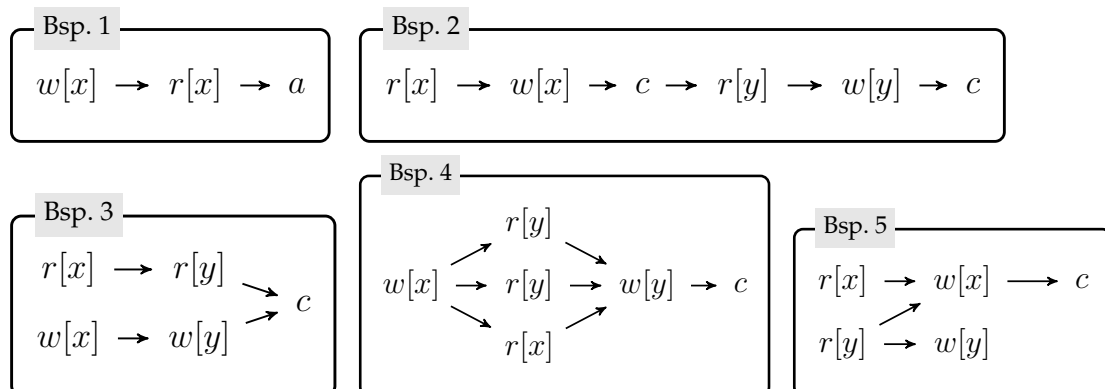 Bsp. 1
w[x] → r[x] → a
Bsp. 2
r[x] → w[x] → c → r[y] → w[y] → c
Bsp. 3
r[x] → r[y]
c
w[x] → w[y]
Bsp. 4
r[y]
w[x] → r[y] → w[y] → c
r[x]
Bsp. 5
r[x] → w[x] → c
r[y] → w[y]